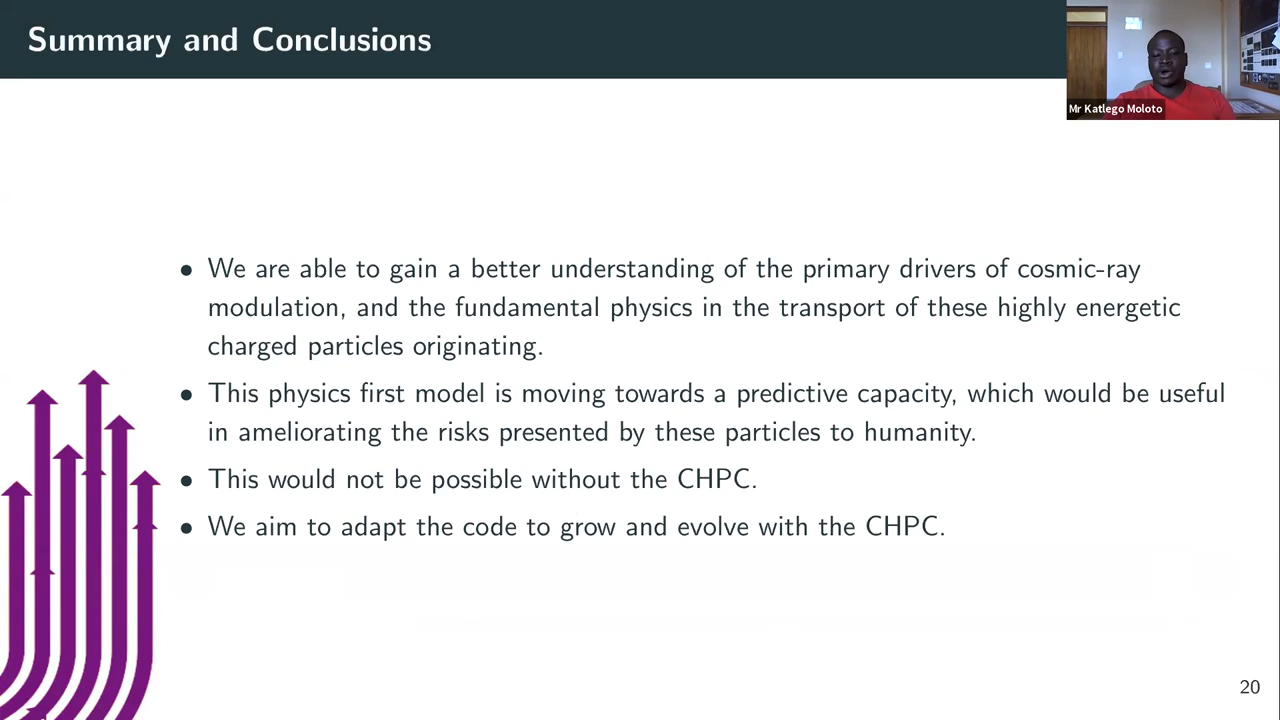 Summary and Conclusions
Mr Katlego Moloto
• We are able to gain a better understanding of the primary drivers of cosmic-ray
modulation, and the fundamental physics in the transport of these highly energetic
charged particles originating.
• This physics first model is moving towards a predictive capacity, which would be useful
in ameliorating the risks presented by these particles to humanity.
• This would not be possible without the CHPC.
• We aim to adapt the code to grow and evolve with the CHPC.
20